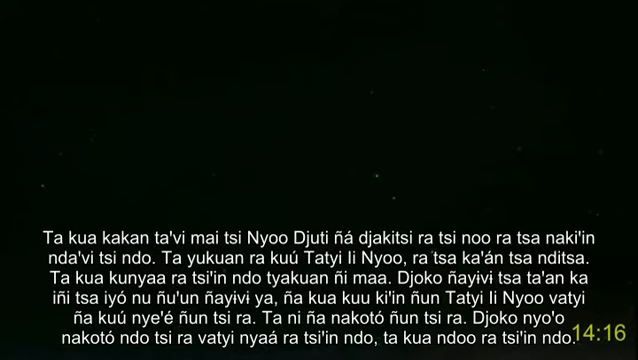 Ta kua kakan ta'vi mai tsi Nyoo Djuti ñá djakitsi ra tsi noo ra tsa naki'in
nda'vi tsi ndo. Ta yukuan ra kuú Tatyi Ii Nyoo, ra tsa ka'án tsa nditsa.
Ta kua kunyaa ra tsi'in ndo tyakuan ñi maa. Djoko ñayɨvɨ tsa ta'an ka
iñi tsa iyó nu ñu'un ñayɨvɨ ya, ña kua kuu ki'in ñun Tatyi Ii Nyoo vatyi
ña kuú nye'é ñun tsi ra. Ta ni ña nakotó ñun tsi ra. Djoko nyo'o
nakotó ndo tsi ra vatyi nyaá ra tsi'in ndo, ta kua ndoo ra tsi'in ndo.
14:16